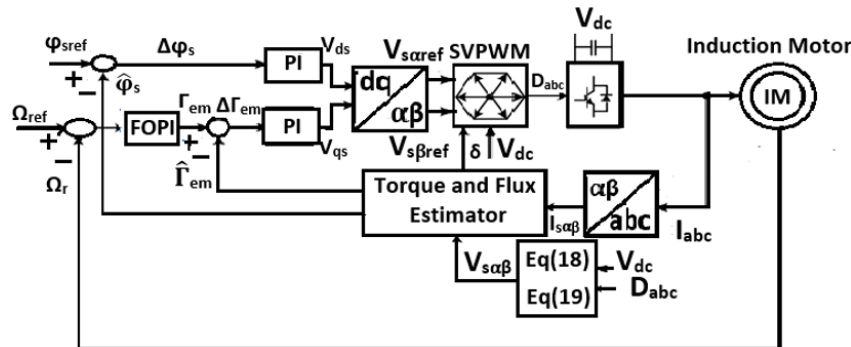 φsref
Δφs
φ̂s
PI
Vds
Vsαref
SVPWM
Vdc
Induction Motor
dq
αβ
Dabc
IM
Ωref
FOPI
Γem
ΔΓem
PI
Vqs
Vsβref
δ
Vdc
Ωr
Γ̂em
Torque and Flux
Estimator
Isαβ
αβ
abc
Iabc
Vsαβ
Eq(18)
Eq(19)
Vdc
Dabc